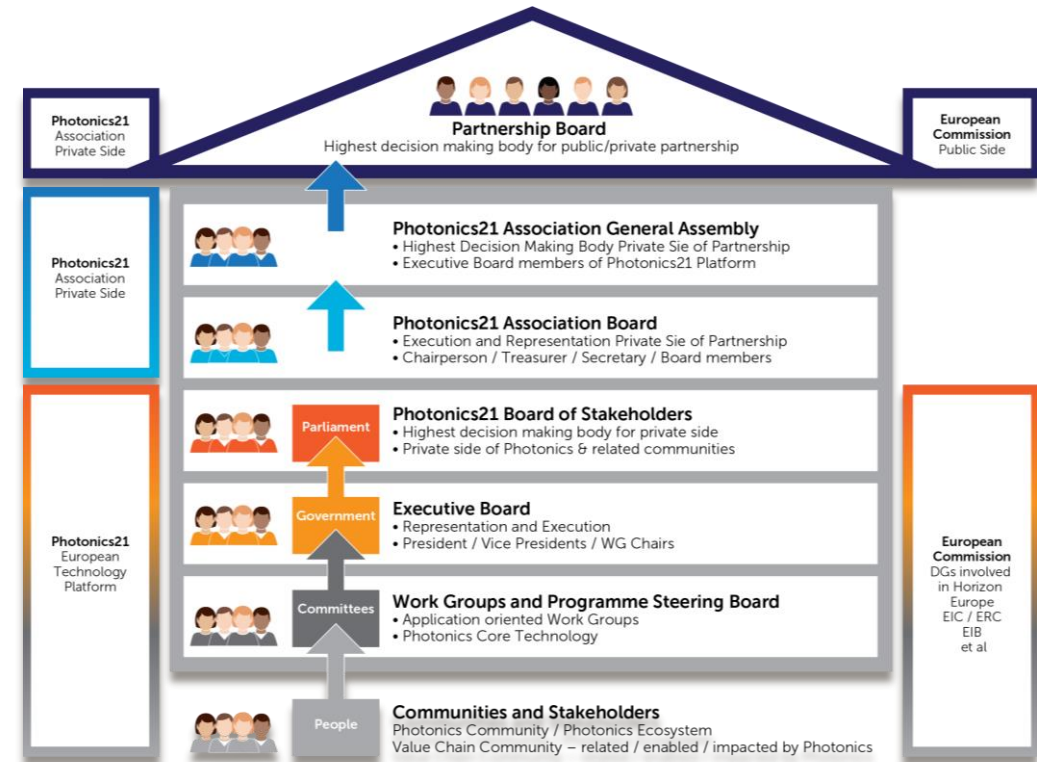 Partnership Board
Highest decision making body for public/private partnership
Photonics21
Association
Private Side
European
Commission
Public Side
Photonics21
Association
Private Side
Photonics21 Association General Assembly
• Highest Decision Making Body Private Sie of Partnership
• Executive Board members of Photonics21 Platform
Photonics21 Association Board
• Execution and Representation Private Sie of Partnership
• Chairperson / Treasurer / Secretary / Board members
Photonics21
European
Technology
Platform
Parliament
Photonics21 Board of Stakeholders
• Highest decision making body for private side
• Private side of Photonics & related communities
Government
Executive Board
• Representation and Execution
• President / Vice Presidents / WG Chairs
Committees
Work Groups and Programme Steering Board
• Application oriented Work Groups
• Photonics Core Technology
People
Communities and Stakeholders
Photonics Community / Photonics Ecosystem
Value Chain Community – related / enabled / impacted by Photonics
European
Commission
DGs involved
in Horizon
Europe
EIC / ERC
EIB
et al